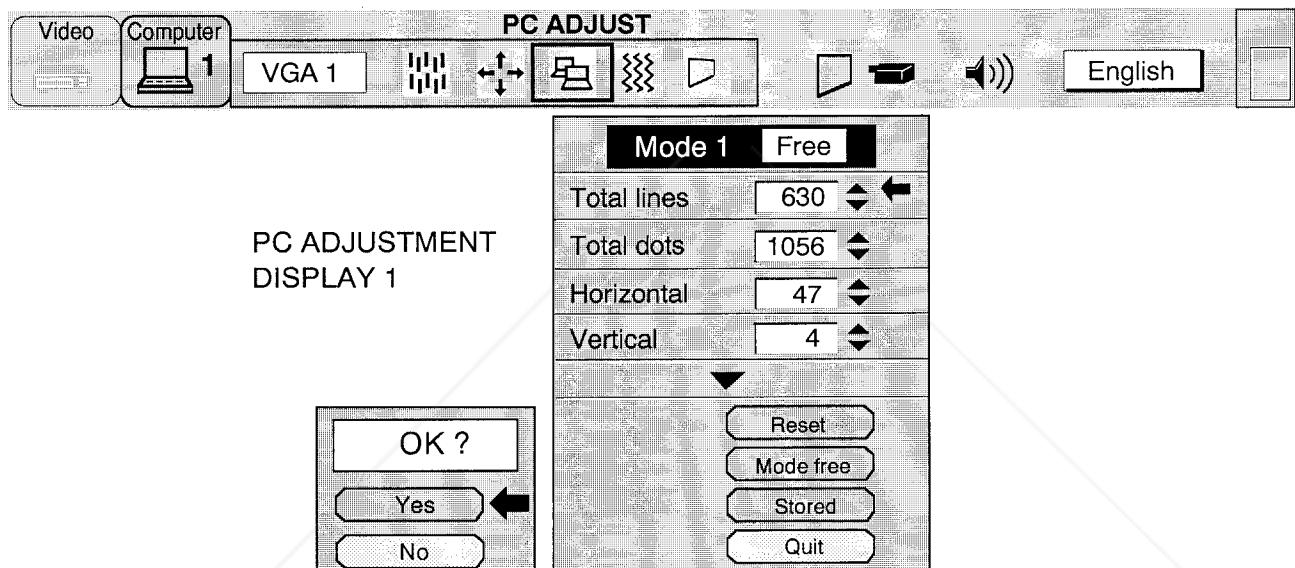 PC ADJUST
Video
Computer
1
VGA 1
English
Mode 1 Free
Total lines 630
Total dots 1056
Horizontal 47
Vertical 4
PC ADJUSTMENT
DISPLAY 1
Reset
Mode free
Stored
Quit
OK ?
Yes
No